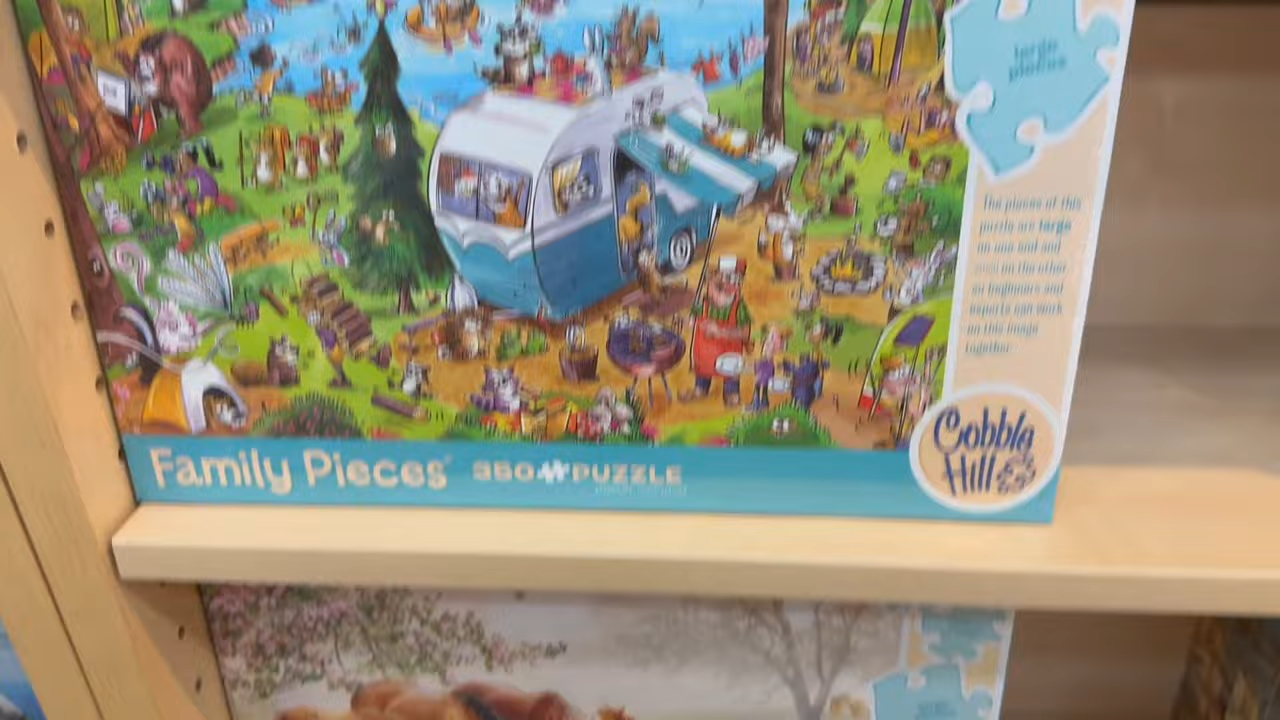 large
pieces
The pieces of this
puzzle are large
on one end and
small on the other
so beginners and
experts can work
on this image
together.
Cobble
Hill
Family Pieces 350 PUZZLE